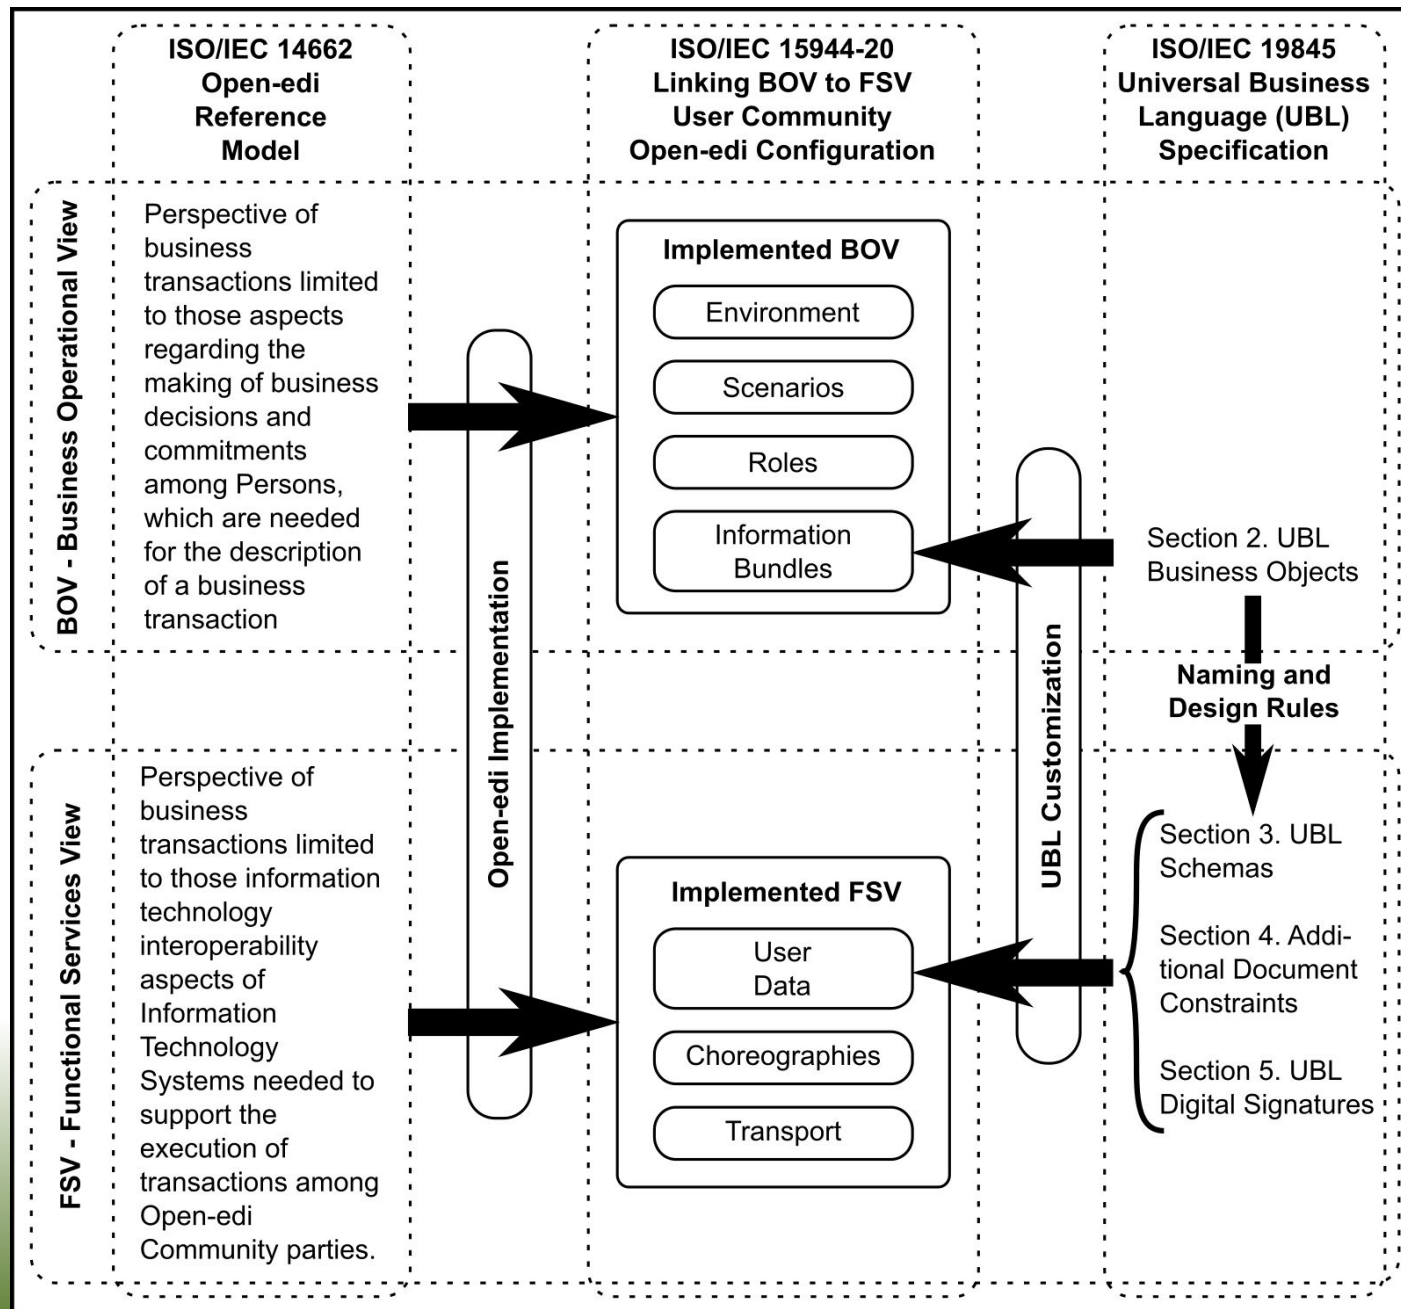 ISO/IEC 14662
Open-edi
Reference
Model
ISO/IEC 15944-20
Linking BOV to FSV
User Community
Open-edi Configuration
ISO/IEC 19845
Universal Business
Language (UBL)
Specification
BOV - Business Operational View
Perspective of
business
transactions limited
to those aspects
regarding the
making of business
decisions and
commitments
among Persons,
which are needed
for the description
of a business
transaction
Open-edi Implementation
Implemented BOV
Environment
Scenarios
Roles
Information
Bundles
UBL Customization
Section 2. UBL
Business Objects
Naming and
Design Rules
FSV - Functional Services View
Perspective of
business
transactions limited
to those information
technology
interoperability
aspects of
Information
Technology
Systems needed to
support the
execution of
transactions among
Open-edi
Community parties.
Implemented FSV
User
Data
Choreographies
Transport
Section 3. UBL
Schemas
Section 4. Addi-
tional Document
Constraints
Section 5. UBL
Digital Signatures